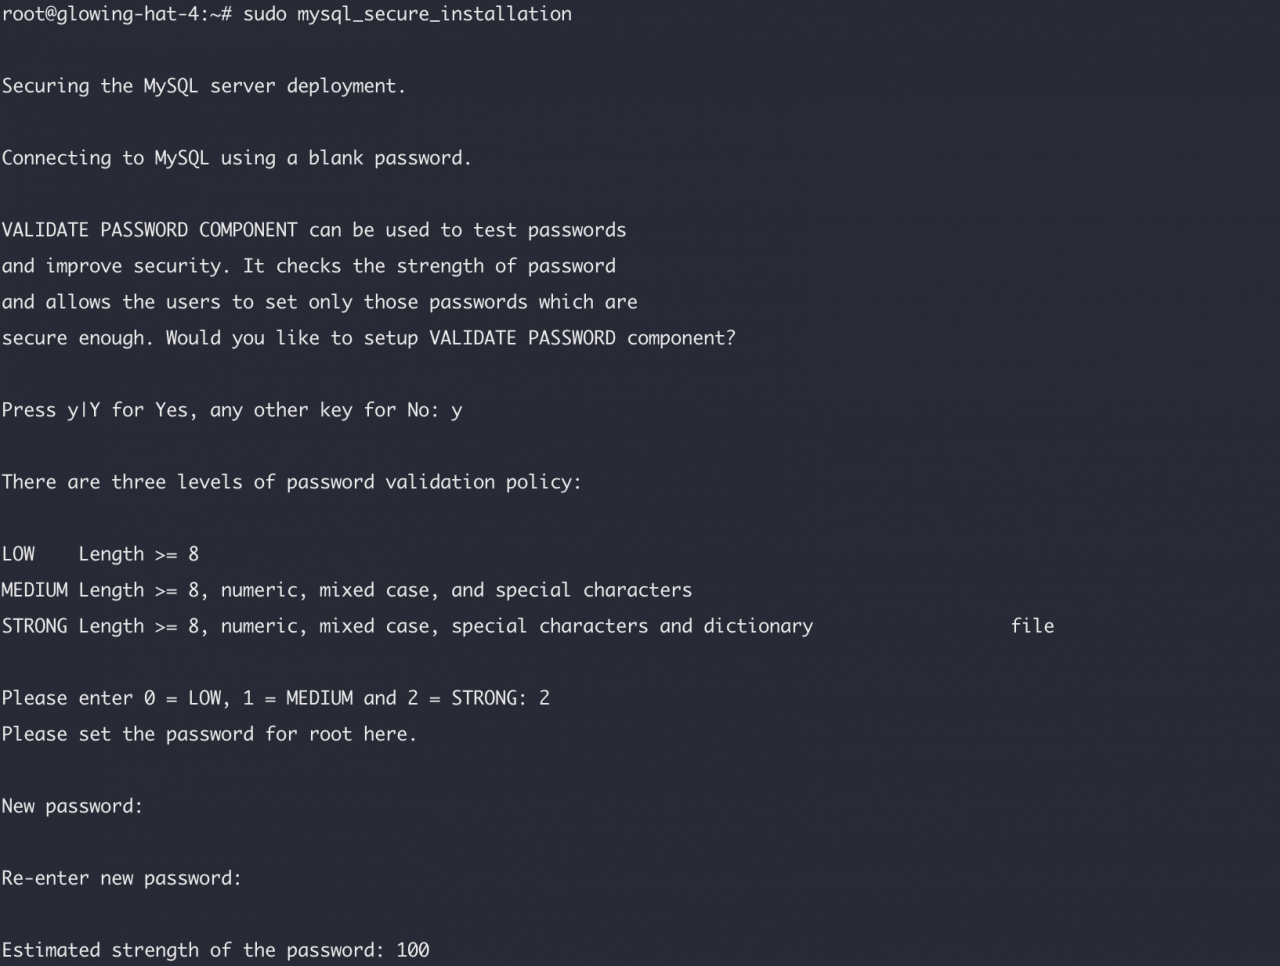 root@glowing-hat-4:~# sudo mysql_secure_installation
Securing the MySQL server deployment.
Connecting to MySQL using a blank password.
VALIDATE PASSWORD COMPONENT can be used to test passwords
and improve security. It checks the strength of password
and allows the users to set only those passwords which are
secure enough. Would you like to setup VALIDATE PASSWORD component?
Press y|Y for Yes, any other key for No: y
There are three levels of password validation policy:
LOW    Length >= 8
MEDIUM Length >= 8, numeric, mixed case, and special characters
STRONG Length >= 8, numeric, mixed case, special characters and dictionary                  file
Please enter 0 = LOW, 1 = MEDIUM and 2 = STRONG: 2
Please set the password for root here.
New password:
Re-enter new password:
Estimated strength of the password: 100